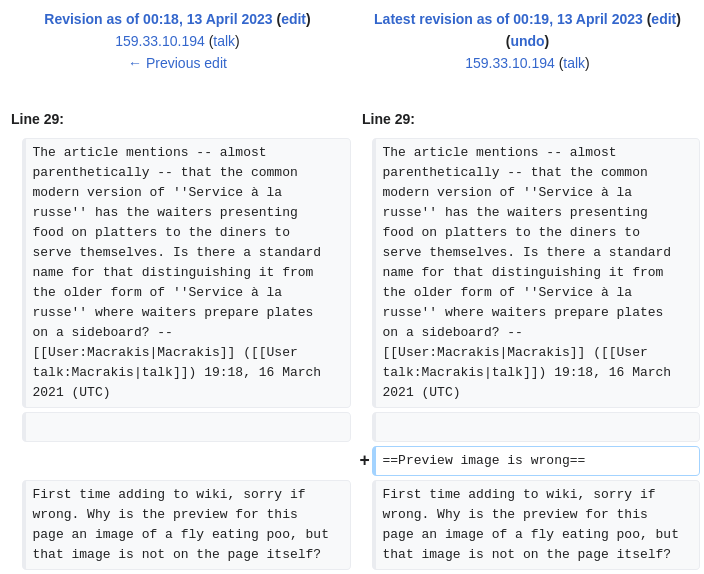 Revision as of 00:18, 13 April 2023 (edit)
159.33.10.194 (talk)
← Previous edit
Latest revision as of 00:19, 13 April 2023 (edit)
(undo)
159.33.10.194 (talk)
Line 29:
Line 29:
The article mentions -- almost
parenthetically -- that the common
modern version of ''Service à la
russe'' has the waiters presenting
food on platters to the diners to
serve themselves. Is there a standard
name for that distinguishing it from
the older form of ''Service à la
russe'' where waiters prepare plates
on a sideboard? --
[[User:Macrakis|Macrakis]] ([[User
talk:Macrakis|talk]]) 19:18, 16 March
2021 (UTC)
The article mentions -- almost
parenthetically -- that the common
modern version of ''Service à la
russe'' has the waiters presenting
food on platters to the diners to
serve themselves. Is there a standard
name for that distinguishing it from
the older form of ''Service à la
russe'' where waiters prepare plates
on a sideboard? --
[[User:Macrakis|Macrakis]] ([[User
talk:Macrakis|talk]]) 19:18, 16 March
2021 (UTC)
+ ==Preview image is wrong==
First time adding to wiki, sorry if
wrong. Why is the preview for this
page an image of a fly eating poo, but
that image is not on the page itself?
First time adding to wiki, sorry if
wrong. Why is the preview for this
page an image of a fly eating poo, but
that image is not on the page itself?